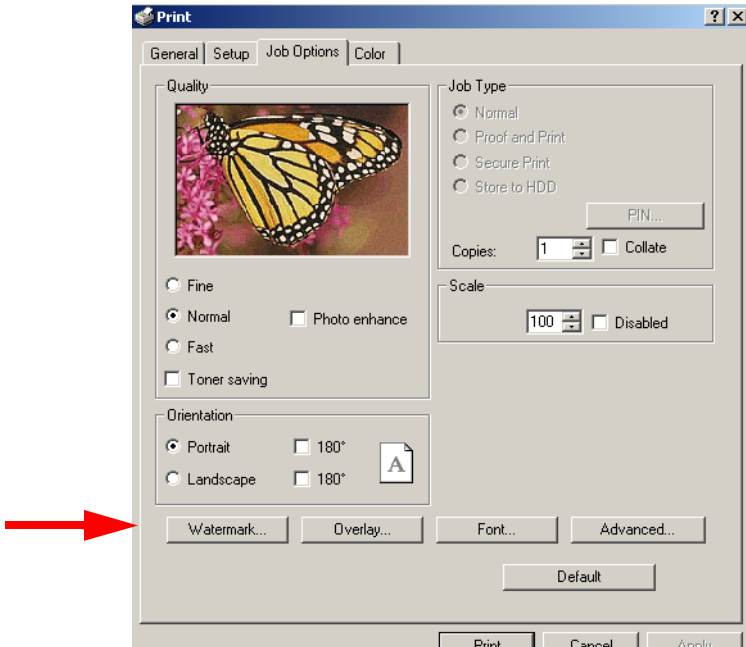 Print
General Setup Job Options Color
Quality
Fine
Normal Photo enhance
Fast
Toner saving
Orientation
Portrait 180°
Landscape 180°
A
Job Type
Normal
Proof and Print
Secure Print
Store to HDD
PIN...
Copies: 1 Collate
Scale
100 Disabled
Watermark... Overlay... Font... Advanced...
Default
Print Cancel Apply